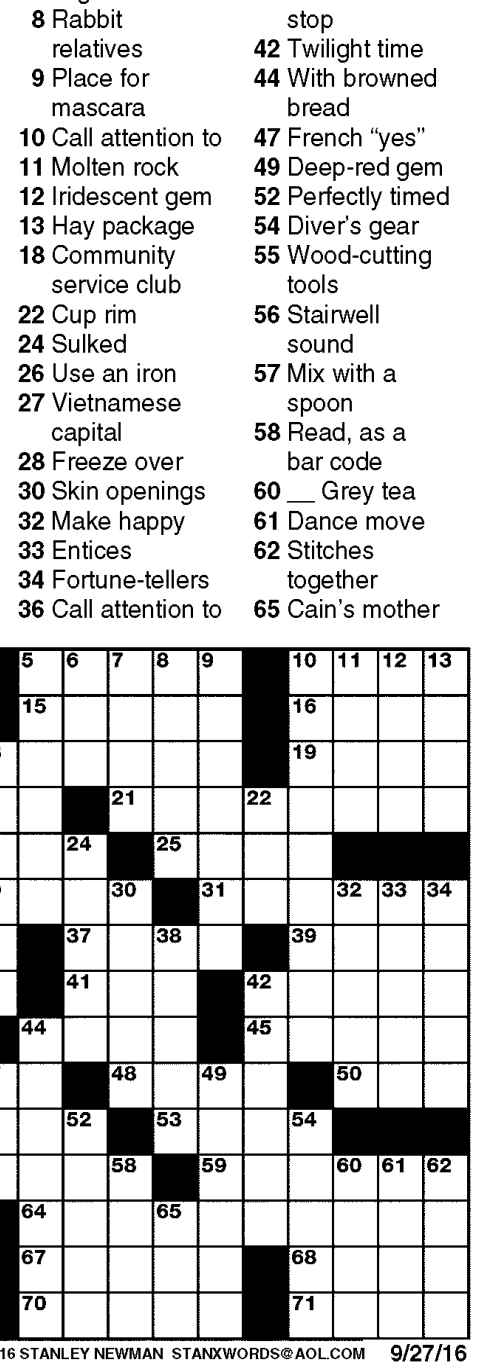 8 Rabbit
relatives
9 Place for
mascara
10 Call attention to
11 Molten rock
12 Iridescent gem
13 Hay package
18 Community
service club
22 Cup rim
24 Sulked
26 Use an iron
27 Vietnamese
capital
28 Freeze over
30 Skin openings
32 Make happy
33 Entices
34 Fortune-tellers
36 Call attention to
stop
42 Twilight time
44 With browned
bread
47 French “yes”
49 Deep-red gem
52 Perfectly timed
54 Diver’s gear
55 Wood-cutting
tools
56 Stairwell
sound
57 Mix with a
spoon
58 Read, as a
bar code
60 __ Grey tea
61 Dance move
62 Stitches
together
65 Cain’s mother
5 6 7 8 9 10 11 12 13
15 16
19
21 22
24 25
30 31 32 33 34
37 38 39
41 42
44 45
48 49 50
52 53 54
58 59 60 61 62
64 65
67 68
70 71
16 STANLEY NEWMAN STANXWORDS@AOL.COM 9/27/16